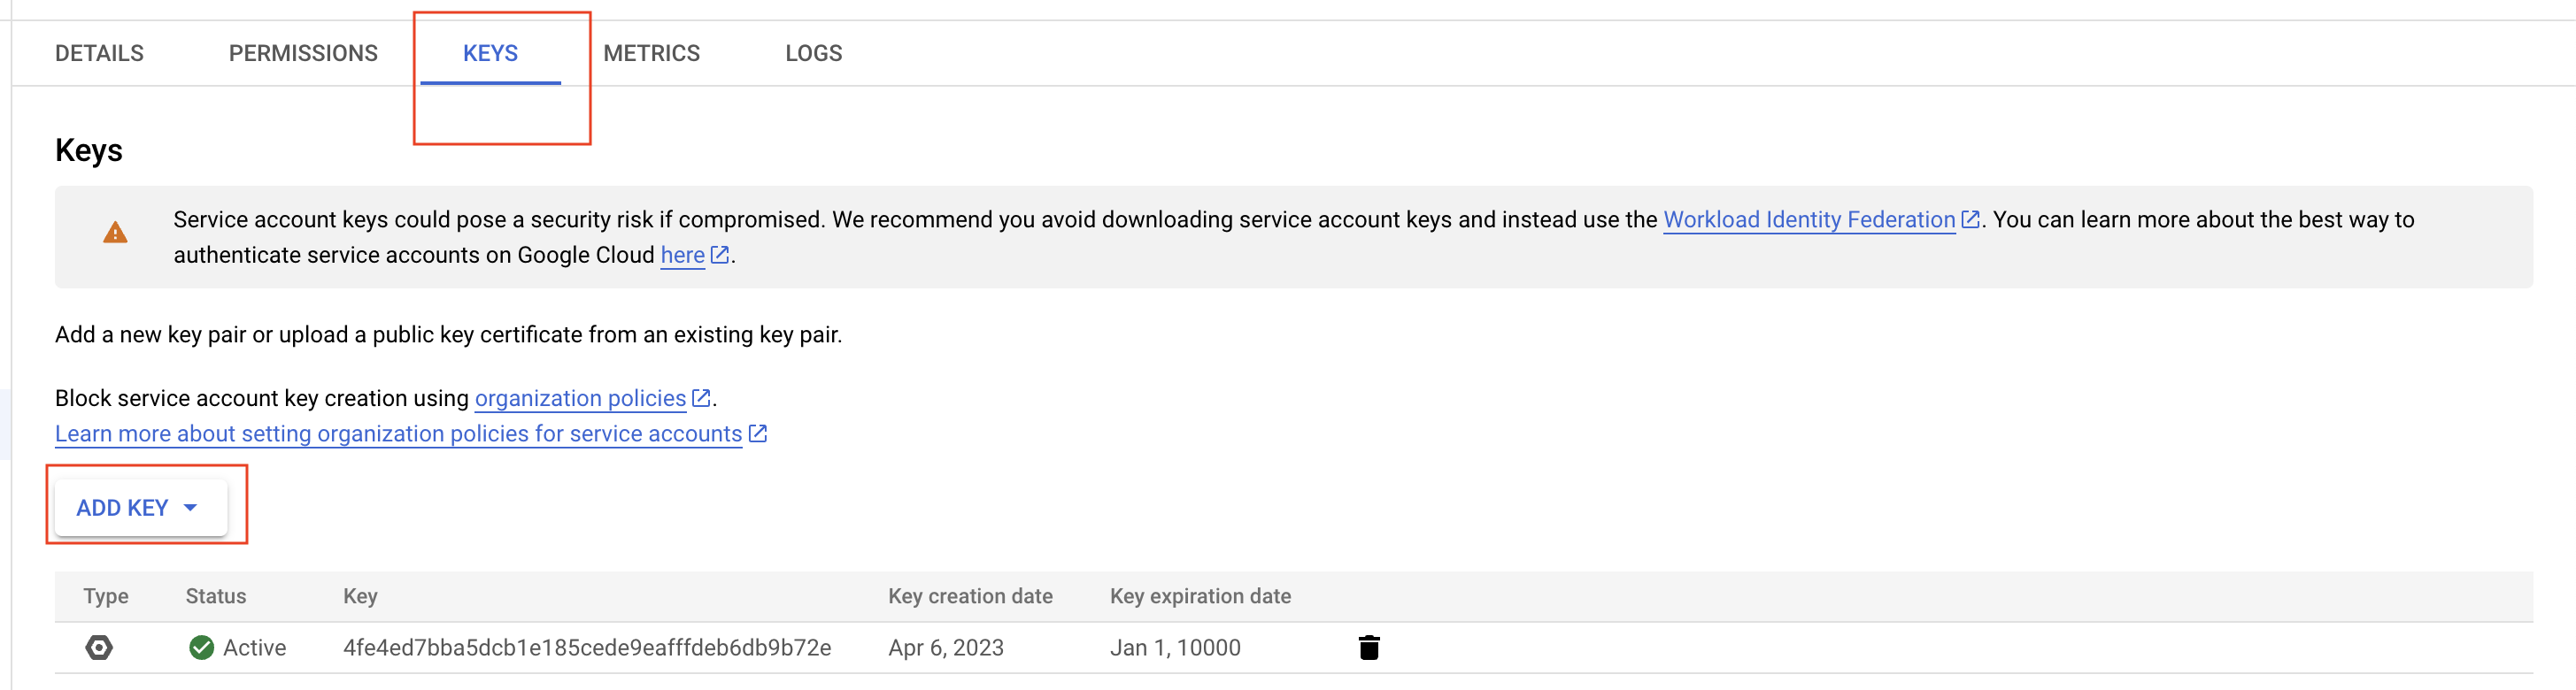 DETAILS PERMISSIONS KEYS METRICS LOGS
Keys
Service account keys could pose a security risk if compromised. We recommend you avoid downloading service account keys and instead use the Workload Identity Federation. You can learn more about the best way to
authenticate service accounts on Google Cloud here.
Add a new key pair or upload a public key certificate from an existing key pair.
Block service account key creation using organization policies.
Learn more about setting organization policies for service accounts
ADD KEY
Type Status Key Key creation date Key expiration date
Active 4fe4ed7bba5dcb1e185cede9eafffdeb6db9b72e Apr 6, 2023 Jan 1, 10000